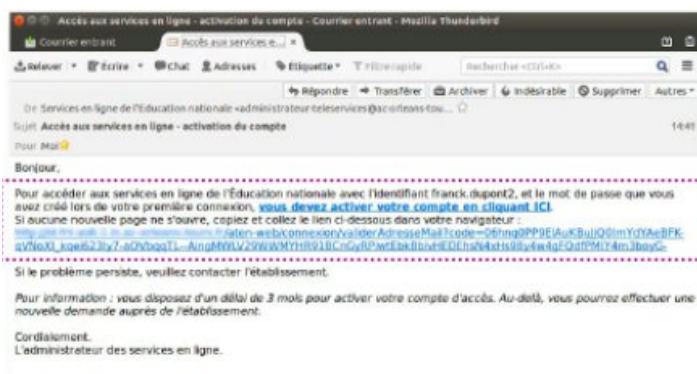 Accès aux services en ligne - activation du compte - Courrier entrant - Mozilla Thunderbird
Courrier entrant Accès aux services e...
Relever Écrire Chat Adresses Étiquette Filtre rapide Rechercher <Ctrl+K>
Répondre Transférer Archiver Indésirable Supprimer Autres
De Services en ligne de l'Éducation nationale <administrateur-teleservices@ac-orleans-tou...
Sujet Accès aux services en ligne - activation du compte 14:41
Pour Moi
Bonjour,
Pour accéder aux services en ligne de l'Éducation nationale avec l'identifiant franck.dupont2, et le mot de passe que vous
avez créé lors de votre première connexion, vous devez activer votre compte en cliquant ICI.
Si aucune nouvelle page ne s'ouvre, copiez et collez le lien ci-dessous dans votre navigateur :
Si le problème persiste, veuillez contacter l'établissement.
Pour information : vous disposez d'un délai de 3 mois pour activer votre compte d'accès. Au-delà, vous pourrez effectuer une
nouvelle demande auprès de l'établissement.
Cordialement.
L'administrateur des services en ligne.